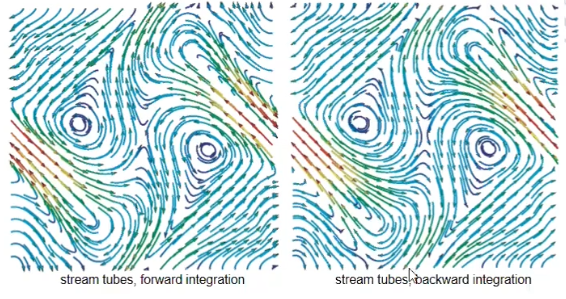 stream tubes, forward integration
stream tubes, backward integration